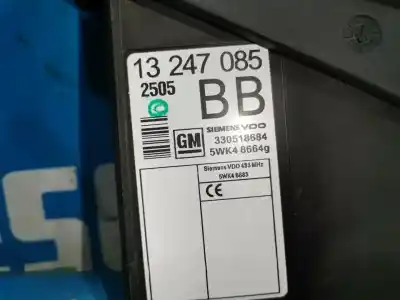 13 247 085
2505
BB
GM
SIEMENS VDO
330518684
5WK4 8664g
Siemens VDO 433 MHz
5WK4 8683
CE